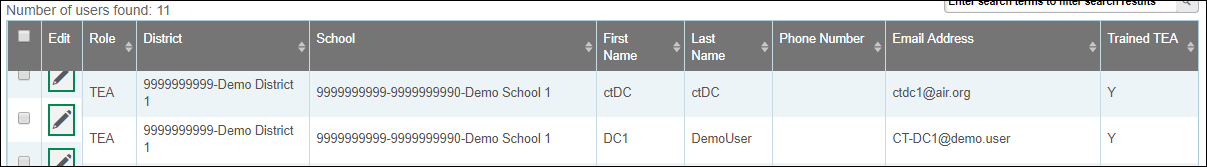 Number of users found: 11
Enter search terms to filter search results
Edit Role District School First Name Last Name Phone Number Email Address Trained TEA
TEA 9999999999-Demo District 1 9999999999-9999999990-Demo School 1 ctDC ctDC ctdc1@air.org Y
TEA 9999999999-Demo District 1 9999999999-9999999990-Demo School 1 DC1 DemoUser CT-DC1@demo.user Y